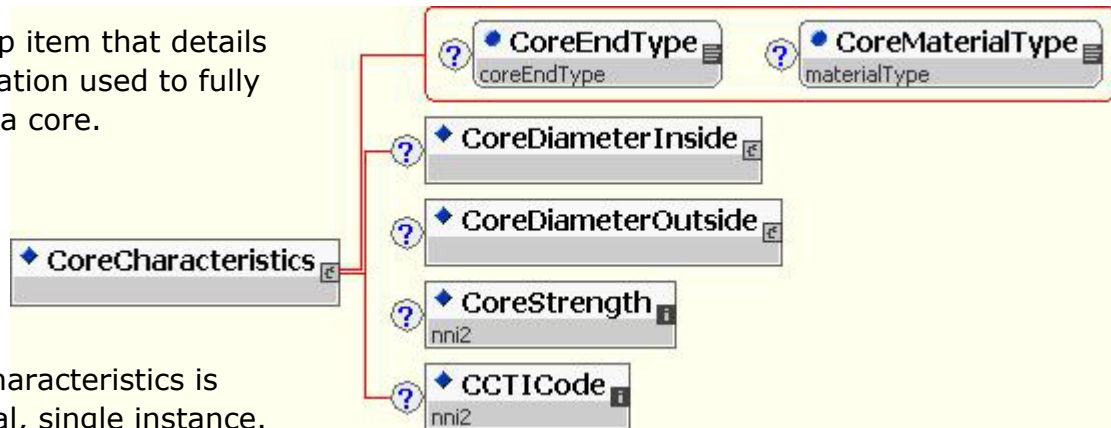 p item that details
ation used to fully
a core.
CoreEndType
coreEndType
CoreMaterialType
materialType
CoreDiameterInside
CoreDiameterOutside
CoreCharacteristics
CoreStrength
nni2
haracteristics is
al, single instance.
CCTICode
nni2